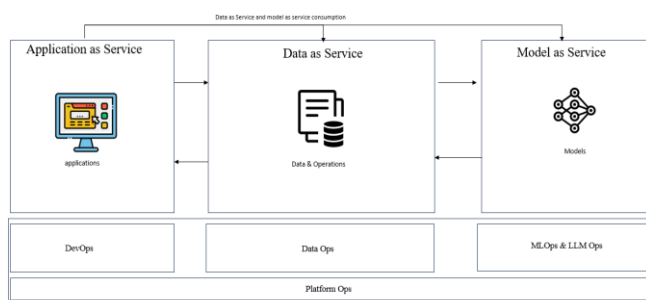 Data as Service and model as service consumption
Application as Service
Data as Service
Model as Service
applications
Data & Operations
Models
DevOps
Data Ops
MLOps & LLM Ops
Platform Ops